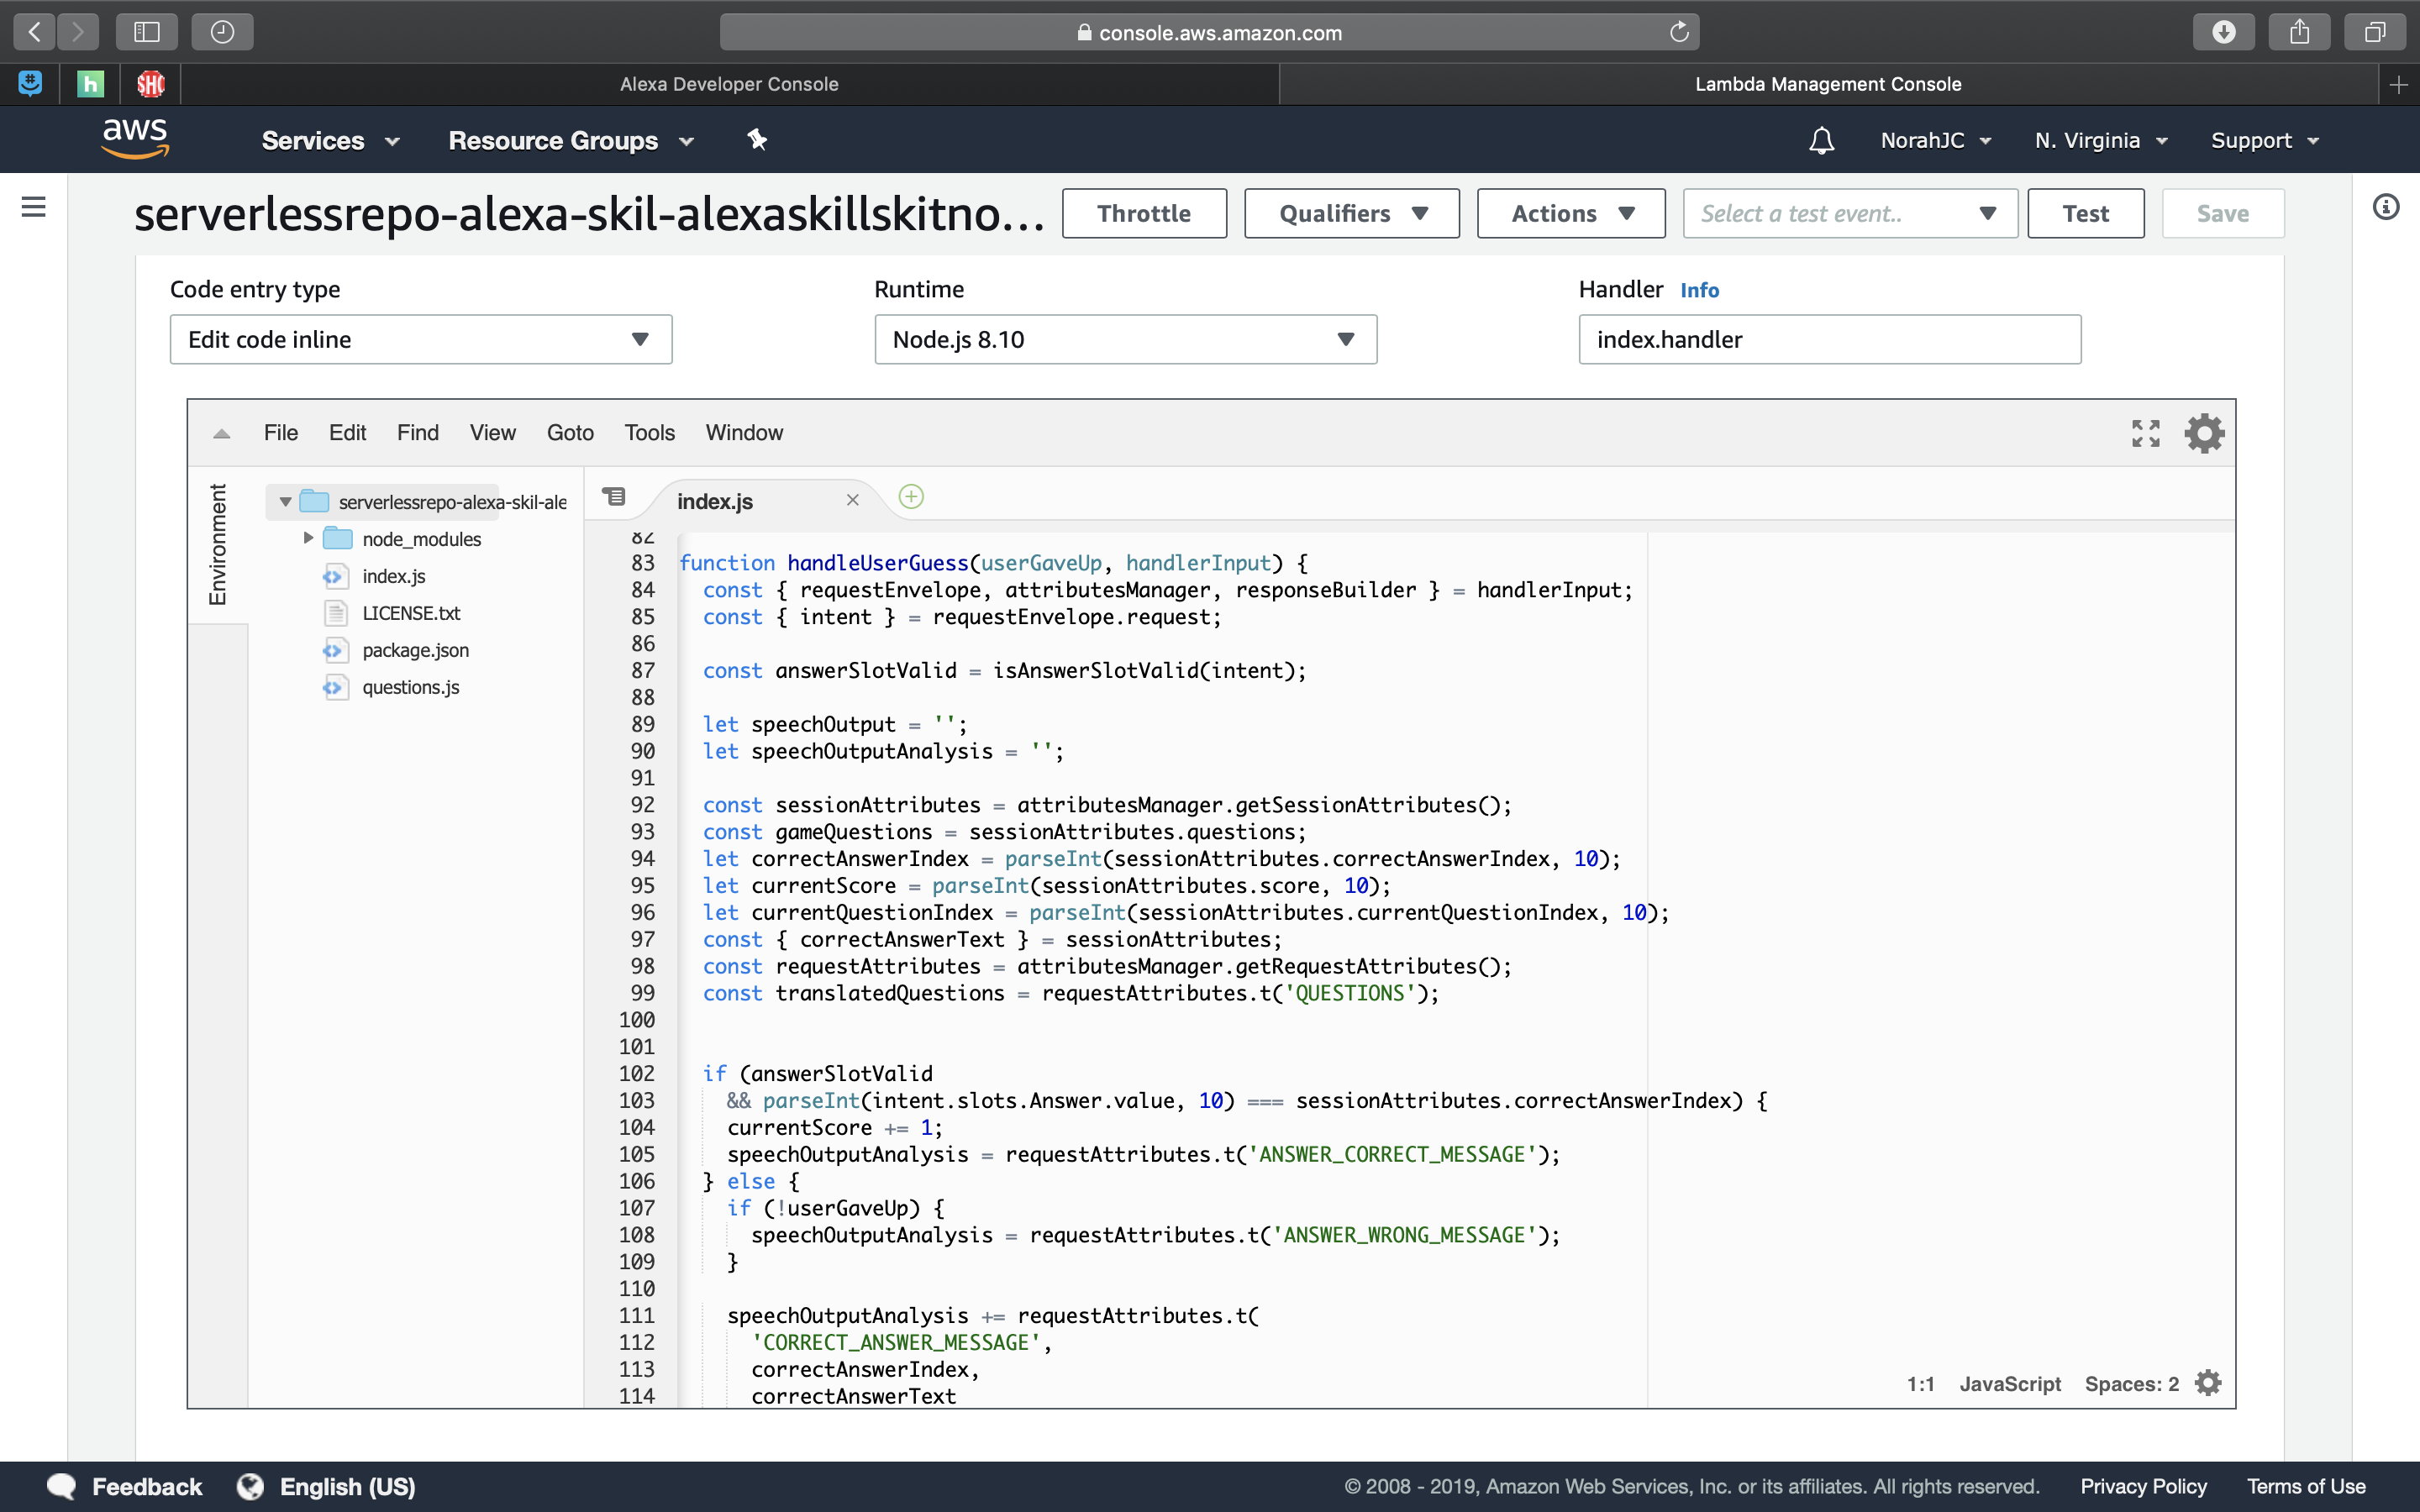 console.aws.amazon.com
Alexa Developer Console
Lambda Management Console
aws
Services
Resource Groups
NorahJC
N. Virginia
Support
serverlessrepo-alexa-skil-alexaskillskitno...
Throttle
Qualifiers
Actions
Select a test event..
Test
Save
Code entry type
Runtime
Handler Info
Edit code inline
Node.js 8.10
index.handler
File Edit Find View Goto Tools Window
Environment
serverlessrepo-alexa-skil-ale
node_modules
index.js
LICENSE.txt
package.json
questions.js
index.js
82
83 function handleUserGuess(userGaveUp, handlerInput) {
84 const { requestEnvelope, attributesManager, responseBuilder } = handlerInput;
85 const { intent } = requestEnvelope.request;
86
87 const answerSlotValid = isAnswerSlotValid(intent);
88
89 let speechOutput = '';
90 let speechOutputAnalysis = '';
91
92 const sessionAttributes = attributesManager.getSessionAttributes();
93 const gameQuestions = sessionAttributes.questions;
94 let correctAnswerIndex = parseInt(sessionAttributes.correctAnswerIndex, 10);
95 let currentScore = parseInt(sessionAttributes.score, 10);
96 let currentQuestionIndex = parseInt(sessionAttributes.currentQuestionIndex, 10);
97 const { correctAnswerText } = sessionAttributes;
98 const requestAttributes = attributesManager.getRequestAttributes();
99 const translatedQuestions = requestAttributes.t('QUESTIONS');
100
101
102 if (answerSlotValid
103 && parseInt(intent.slots.Answer.value, 10) === sessionAttributes.correctAnswerIndex) {
104 currentScore += 1;
105 speechOutputAnalysis = requestAttributes.t('ANSWER_CORRECT_MESSAGE');
106 } else {
107 if (!userGaveUp) {
108 speechOutputAnalysis = requestAttributes.t('ANSWER_WRONG_MESSAGE');
109 }
110
111 speechOutputAnalysis += requestAttributes.t(
112 'CORRECT_ANSWER_MESSAGE',
113 correctAnswerIndex,
114 correctAnswerText
1:1 JavaScript Spaces: 2
Feedback
English (US)
© 2008 - 2019, Amazon Web Services, Inc. or its affiliates. All rights reserved.
Privacy Policy
Terms of Use
h
SHC